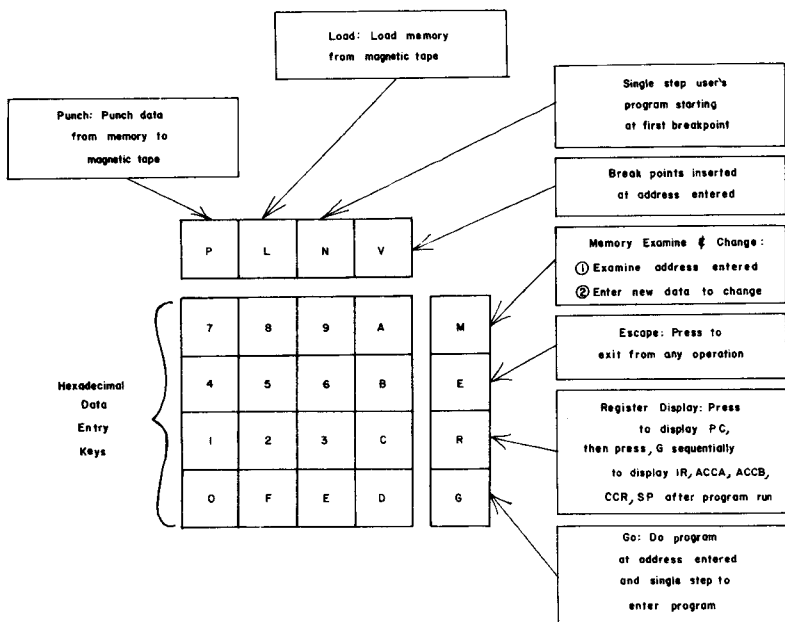 Load: Load memory
from magnetic tape
Punch: Punch data
from memory to
magnetic tape
Single step user's
program starting
at first breakpoint
Break points inserted
at address entered
P L N V
Memory Examine & Change:
① Examine address entered
② Enter new data to change
7 8 9 A M
Escape: Press to
exit from any operation
4 5 6 B E
Hexadecimal
Data
Entry
Keys
Register Display: Press
to display PC,
then press, G sequentially
to display IR, ACCA, ACCB,
CCR, SP after program run
1 2 3 C R
0 F E D G
Go: Do program
at address entered
and single step to
enter program